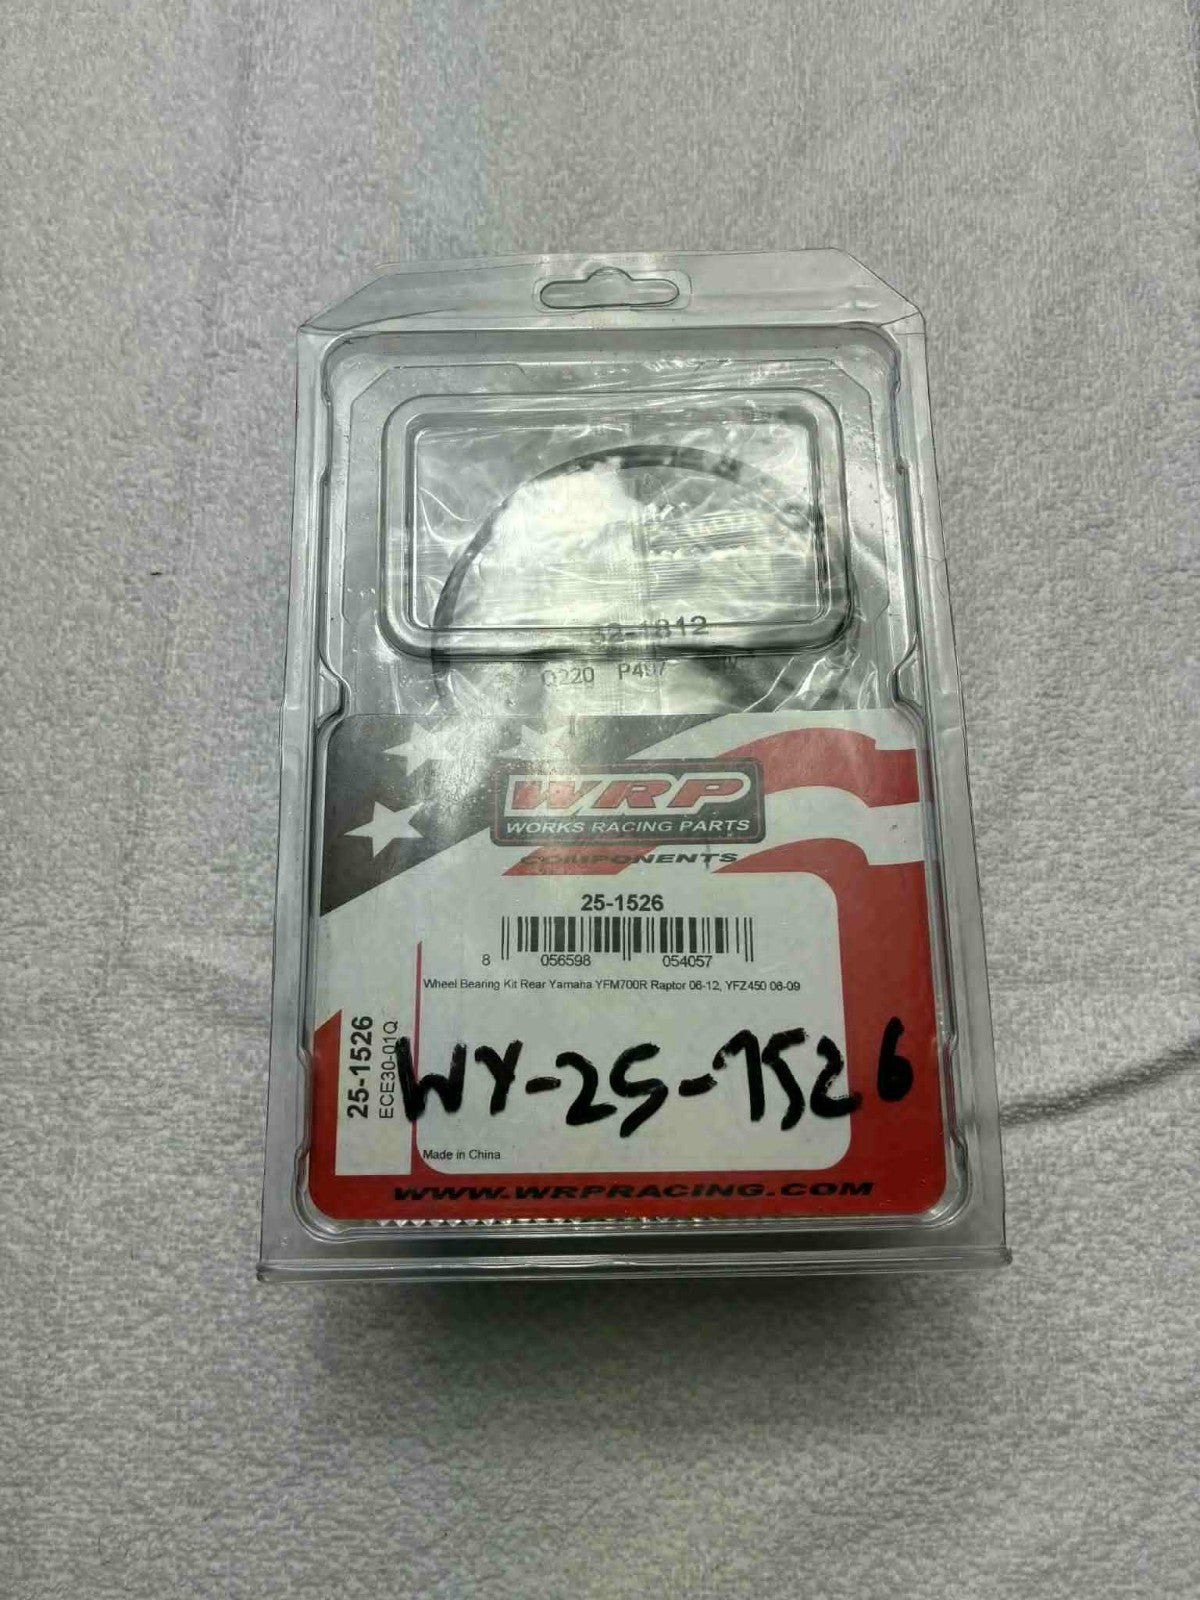 32-1812
Q220 P407
WRP
WORKS RACING PARTS
COMPONENTS
25-1526
8 056598 054057
Wheel Bearing Kit Rear Yamaha YFM700R Raptor 06-12, YFZ450 06-09
25-1526
ECE30-01Q
WY-25-1526
Made in China
WWW.WRPRACING.COM